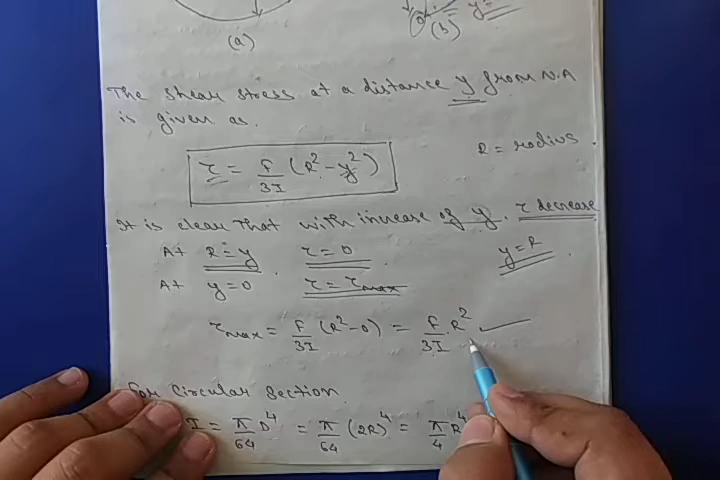 (a) (b) y=
The shear stress at a distance y from N.A
is given as.
τ = F/3I (R² - y²) R = radius.
It is clear that with increase of y. τ decrease
At R = y. τ = 0. y = R.
At y = 0 τ = τmax
τmax = F/3I (R² - 0) = F/3I . R² ✓
For Circular Section.
I = π/64 D⁴ = π/64 (2R)⁴ = π/4 R⁴